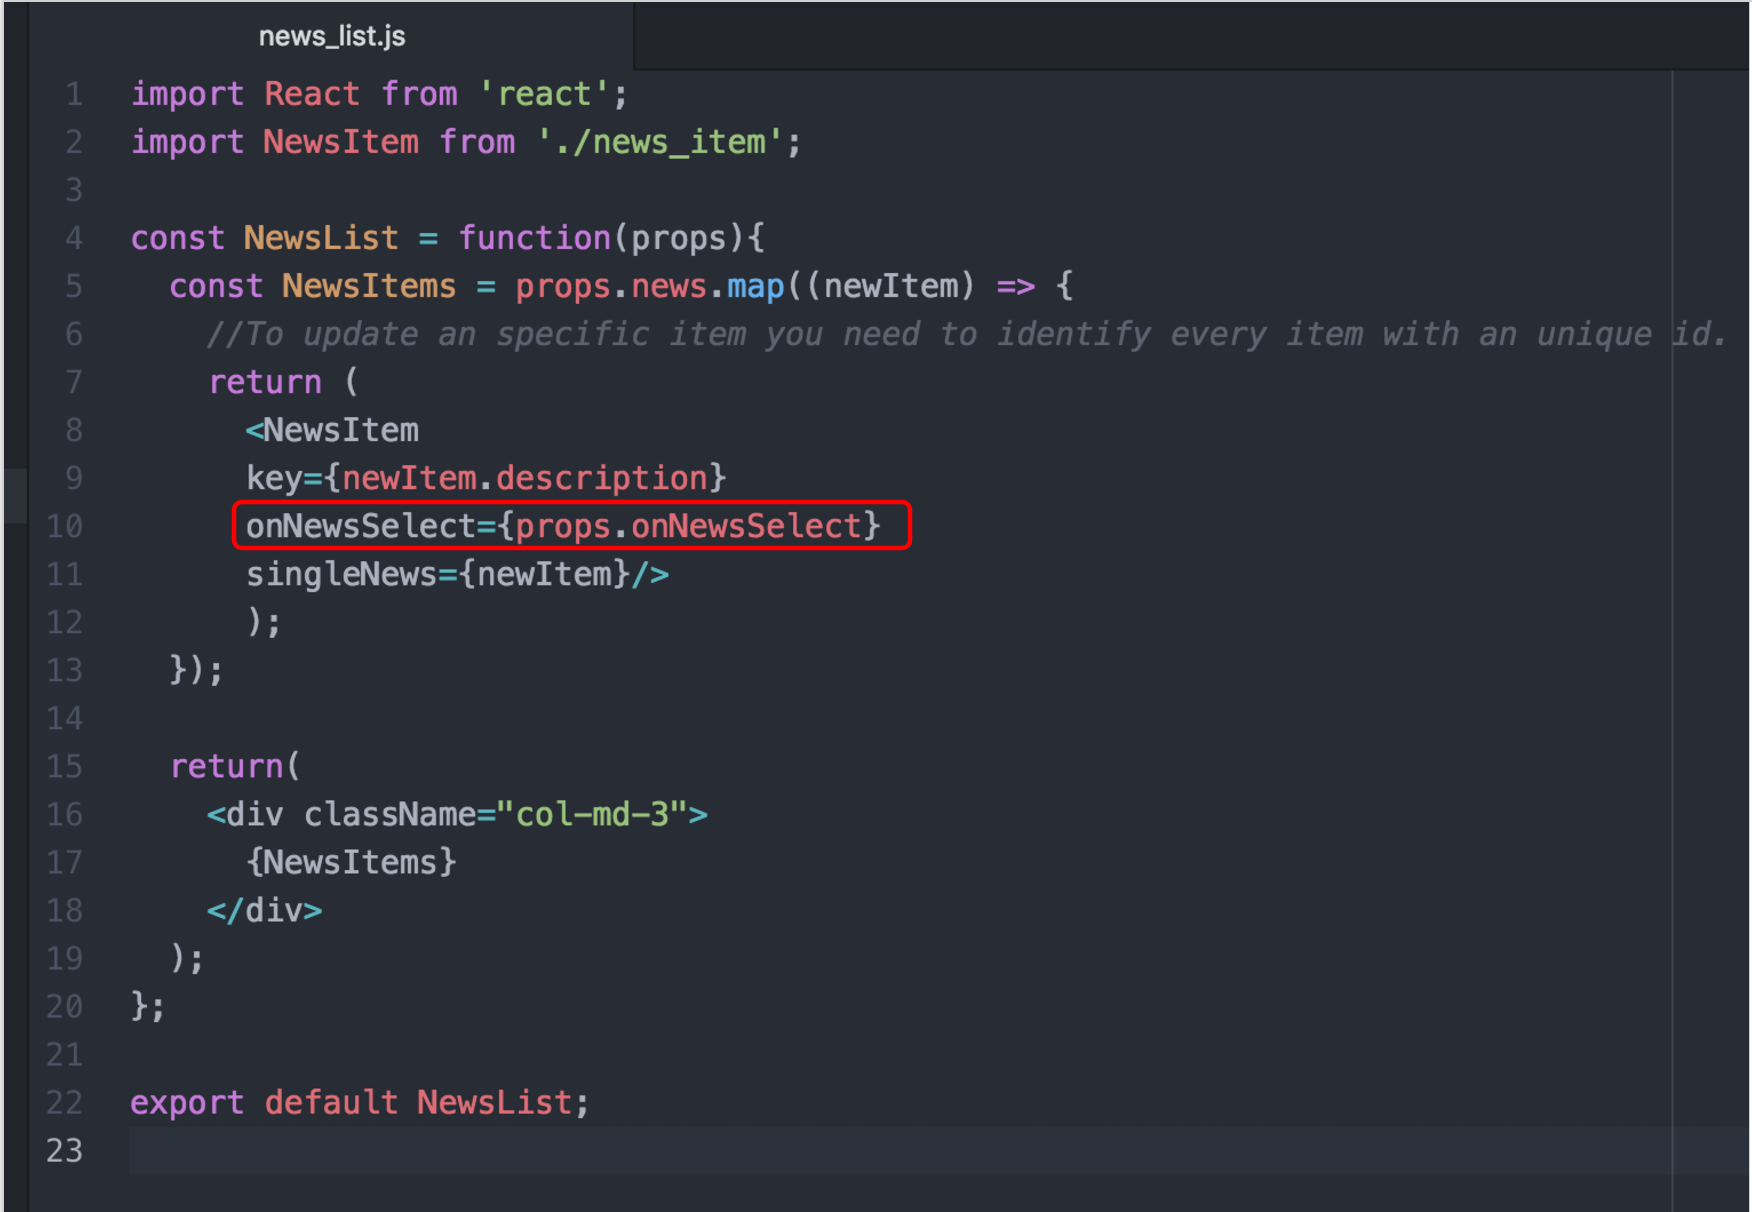 news_list.js
1 import React from 'react';
2 import NewsItem from './news_item';
3
4 const NewsList = function(props){
5   const NewsItems = props.news.map((newItem) => {
6     //To update an specific item you need to identify every item with an unique id.
7     return (
8       <NewsItem
9       key={newItem.description}
10       onNewsSelect={props.onNewsSelect}
11       singleNews={newItem}/>
12       );
13   });
14
15   return(
16     <div className="col-md-3">
17       {NewsItems}
18     </div>
19   );
20 };
21
22 export default NewsList;
23